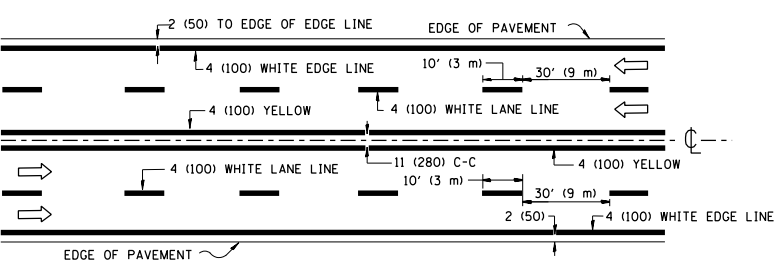 2 (50) TO EDGE OF EDGE LINE
EDGE OF PAVEMENT
4 (100) WHITE EDGE LINE
10' (3 m)
30' (9 m)
4 (100) YELLOW
4 (100) WHITE LANE LINE
℄
4 (100) WHITE LANE LINE
11 (280) C-C
4 (100) YELLOW
10' (3 m)
30' (9 m)
2 (50)
4 (100) WHITE EDGE LINE
EDGE OF PAVEMENT